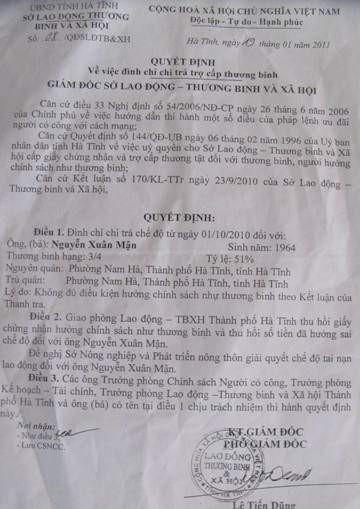 UBND TỈNH HÀ TĨNH
SỞ LAO ĐỘNG THƯƠNG
BINH VÀ XÃ HỘI
Số: /QĐSLĐTB&XH
CỘNG HOÀ XÃ HỘI CHỦ NGHĨA VIỆT NAM
Độc lập - Tự do - Hạnh phúc
Hà Tĩnh, ngày tháng 01 năm 2011
QUYẾT ĐỊNH
Về việc đình chỉ chi trả trợ cấp thương binh
GIÁM ĐỐC SỞ LAO ĐỘNG – THƯƠNG BINH VÀ XÃ HỘI
Căn cứ điều 33 Nghị định số 54/2006/NĐ-CP ngày 26 tháng 6 năm 2006
của Chính phủ về việc hướng dẫn thi hành một số điều của pháp lệnh ưu đãi
người có công với cách mạng;
Căn cứ Quyết định số 144/QĐ-UB ngày 06 tháng 02 năm 1996 của Uỷ ban
nhân dân tỉnh Hà Tĩnh về việc uỷ quyền cho Sở Lao động – Thương binh và Xã
hội cấp giấy chứng nhận và trợ cấp thương tật đối với thương binh, người hưởng
chính sách như thương binh;
Căn cứ Kết luận số 170/KL-TTr ngày 23/9/2010 của Sở Lao động –
Thương binh và Xã hội,
QUYẾT ĐỊNH:
Điều 1. Đình chỉ chi trả chế độ từ ngày 01/10/2010 đối với:
Ông, (bà): Nguyễn Xuân Mận Sinh năm: 1964
Thương binh hạng: 3/4 Tỷ lệ: 51%
Nguyên quán: Phường Nam Hà, Thành phố Hà Tĩnh, tỉnh Hà Tĩnh
Trú quán: Phường Nam Hà, Thành phố Hà Tĩnh, tỉnh Hà Tĩnh
Lý do: Không đủ điều kiện hưởng chính sách như thương binh theo Kết luận của
Thanh tra.
Điều 2. Giao phòng Lao động – TBXH Thành phố Hà Tĩnh thu hồi giấy
chứng nhận hưởng chính sách như thương binh và thu hồi số tiền đã hưởng sai
chế độ đối với ông Nguyễn Xuân Mận.
Đề nghị Sở Nông nghiệp và Phát triển nông thôn giải quyết chế độ tai nạn
lao động đối với ông Nguyễn Xuân Mận.
Điều 3. Các ông Trưởng phòng Chính sách Người có công, Trưởng phòng
Kế hoạch – Tài chính, Trưởng phòng Lao động –Thương binh và Xã hội Thành
phố Hà Tĩnh và ông (bà) có tên tại điều 1 chịu trách nhiệm thi hành quyết định
này./.
Nơi nhận:
- Như điều 3
- Lưu CSNCC.
KT.GIÁM ĐỐC
PHÓ GIÁM ĐỐC
SỞ
LAO ĐỘNG
THƯƠNG BINH
&
XÃ HỘI
Lê Tiến Dũng